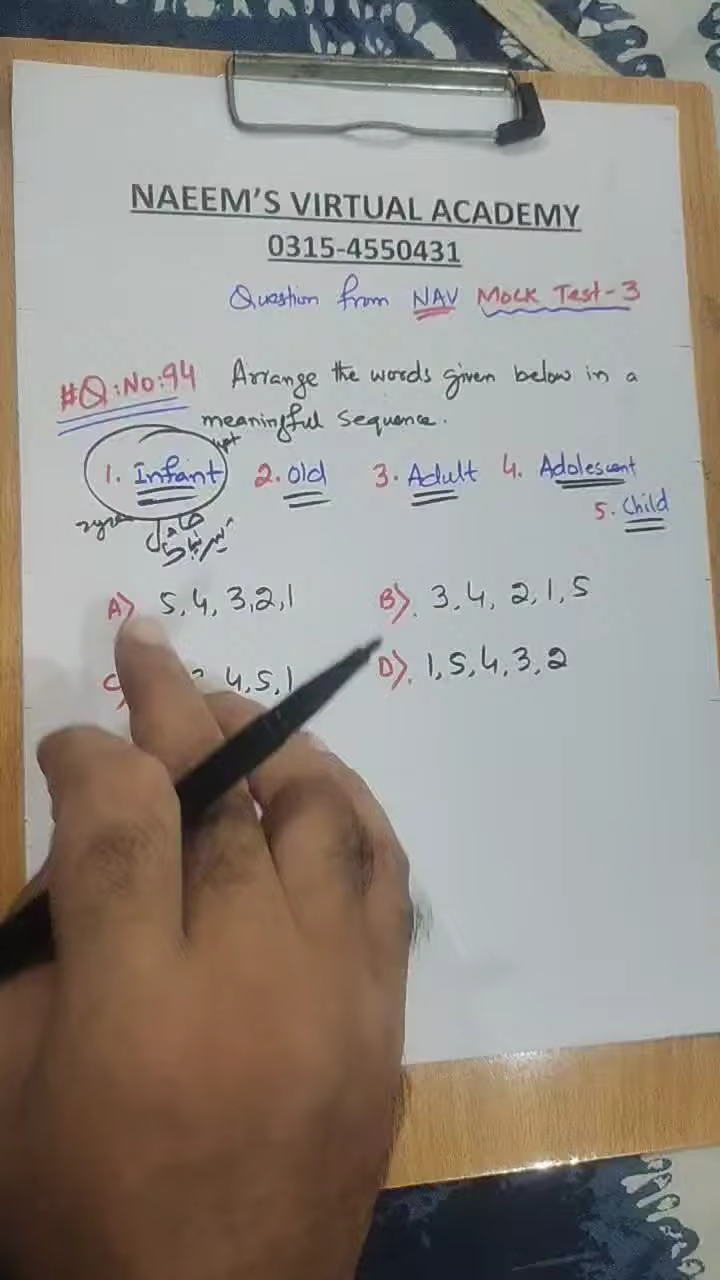 NAEEM'S VIRTUAL ACADEMY
0315-4550431
Question from NAV Mock Test-3
#Q:No:94 Arrange the words given below in a
meaningful sequence.
1. Infant 2. Old 3. Adult 4. Adolescent
5. Child
A) 5,4,3,2,1 B) 3,4,2,1,5
4,5,1 D) 1,5,4,3,2